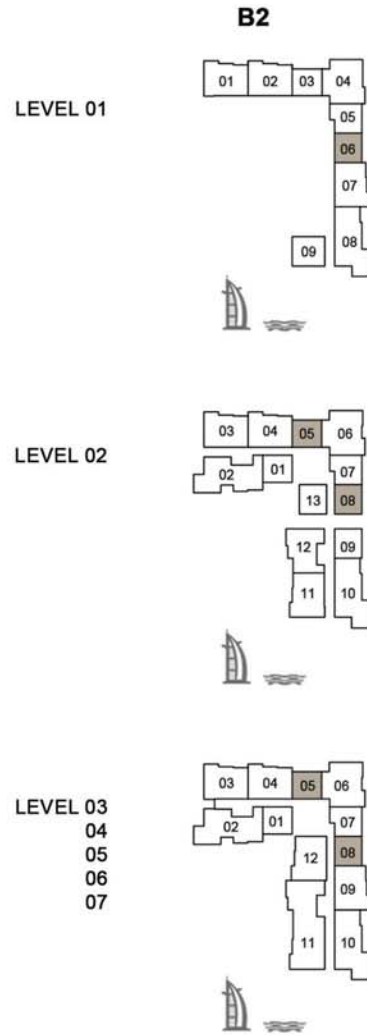 B2
LEVEL 01
01 02 03 04
05
06
07
08
09
LEVEL 02
03 04 05 06
02 01 07
13 08
12 09
11 10
LEVEL 03
04
05
06
07
03 04 05 06
02 01 07
12 08
09
11 10